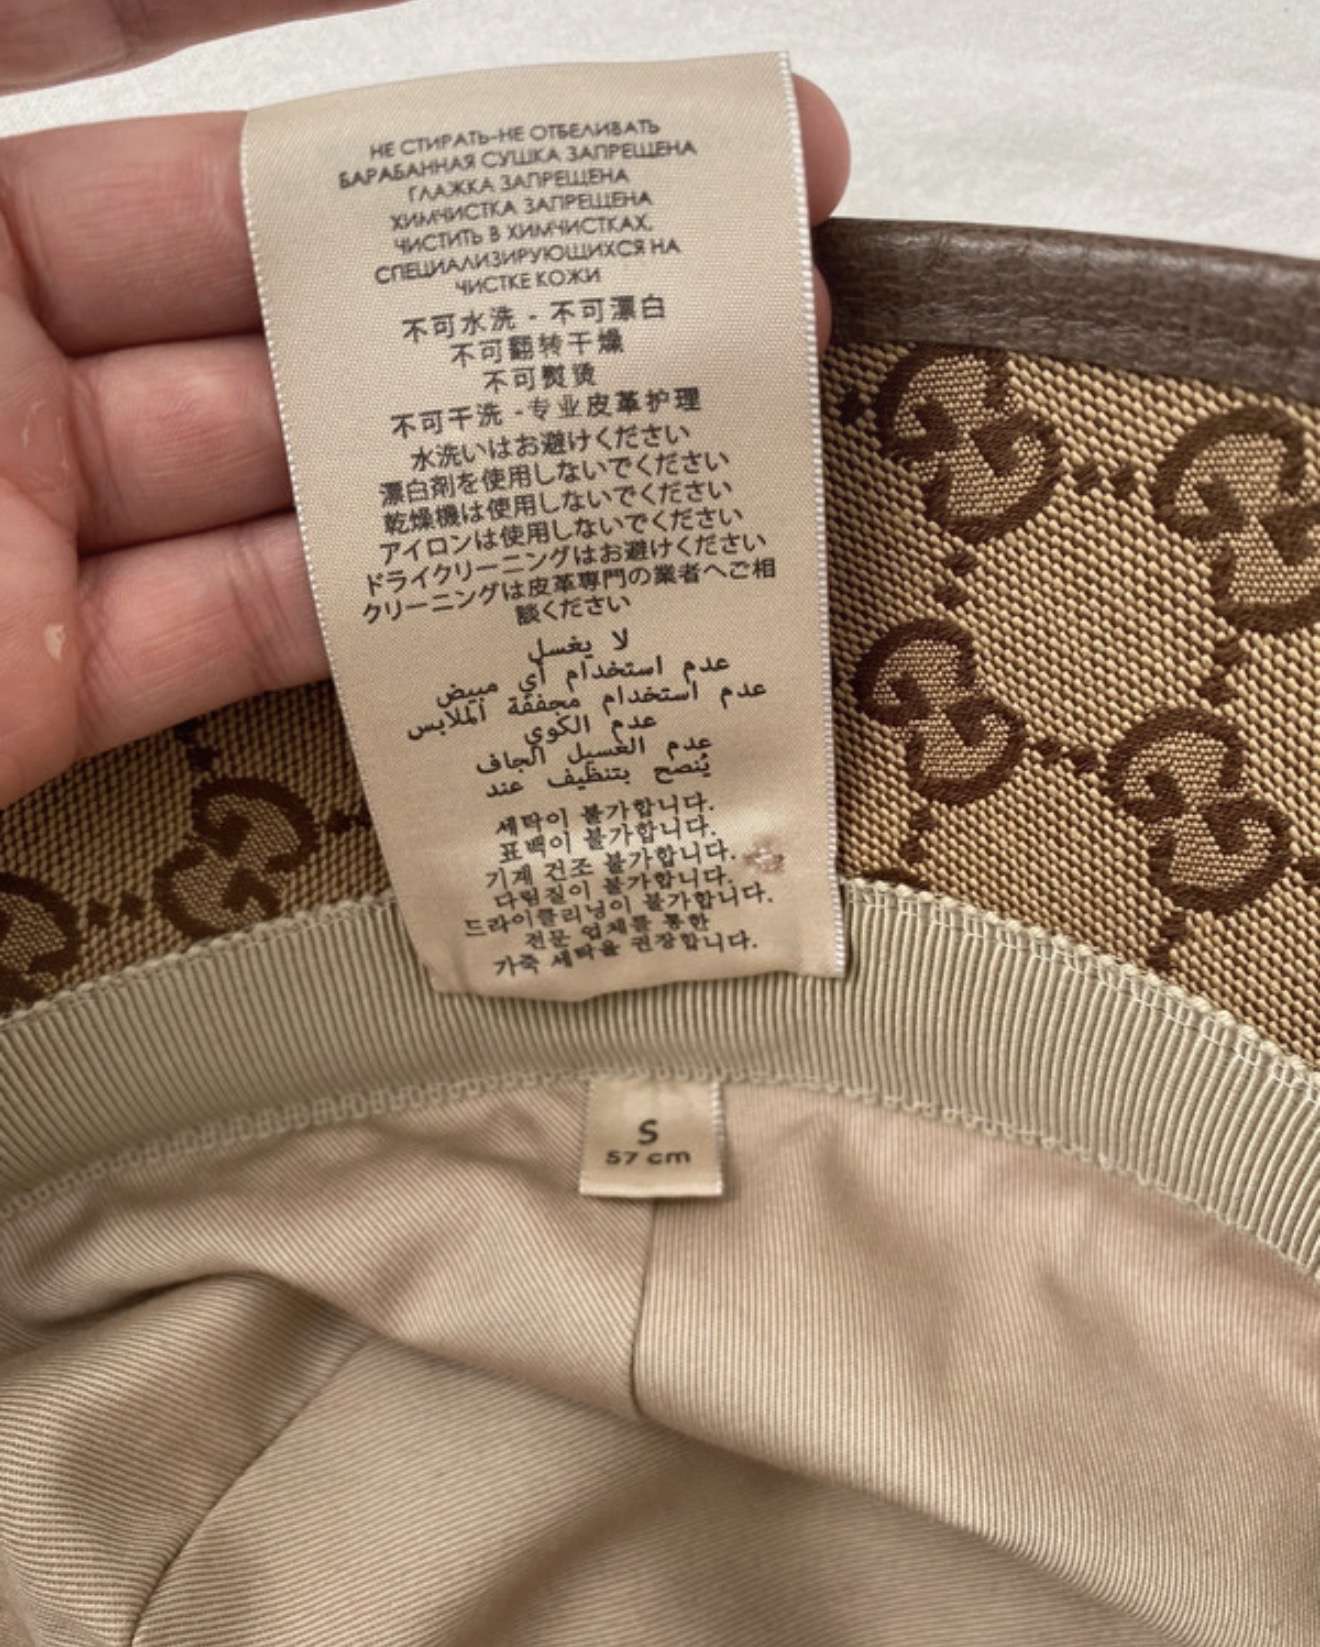 НЕ СТИРАТЬ-НЕ ОТБЕЛИВАТЬ
БАРАБАННАЯ СУШКА ЗАПРЕЩЕНА
ГЛАЖКА ЗАПРЕЩЕНА
ХИМЧИСТКА ЗАПРЕЩЕНА
ЧИСТИТЬ В ХИМЧИСТКАХ,
СПЕЦИАЛИЗИРУЮЩИХСЯ НА
ЧИСТКЕ КОЖИ
不可水洗 - 不可漂白
不可翻转干燥
不可熨烫
不可干洗 -专业皮革护理
水洗いはお避けください
漂白剤を使用しないでください
乾燥機は使用しないでください
アイロンは使用しないでください
ドライクリーニングはお避けください
クリーニングは皮革専門の業者へご相
談ください
لا يغسل
عدم استخدام أي مبيض
عدم استخدام مجففة الملابس
عدم الكوي
عدم الغسيل الجاف
يُنصح بتنظيف عند
세탁이 불가합니다.
표백이 불가합니다.
기계 건조 불가합니다.
다림질이 불가합니다.
드라이클리닝이 불가합니다.
전문 업체를 통한
가죽 세탁을 권장합니다.
S
57 cm